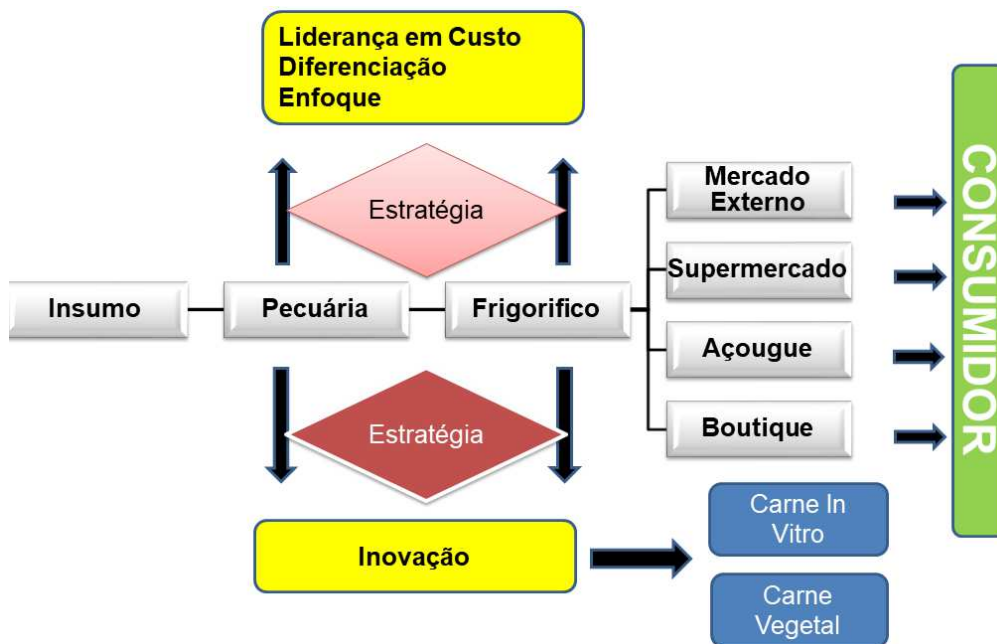 Liderança em Custo
Diferenciação
Enfoque
Estratégia
Mercado
Externo
Supermercado
Insumo
Pecuária
Frigorifico
Açougue
Boutique
Estratégia
CONSUMIDOR
Inovação
Carne In
Vitro
Carne
Vegetal